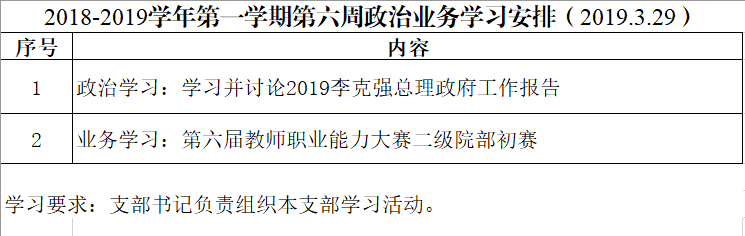 2018-2019学年第一学期第六周政治业务学习安排（2019.3.29）
序号 内容
1 政治学习：学习并讨论2019李克强总理政府工作报告
2 业务学习：第六届教师职业能力大赛二级院部初赛
学习要求：支部书记负责组织本支部学习活动。